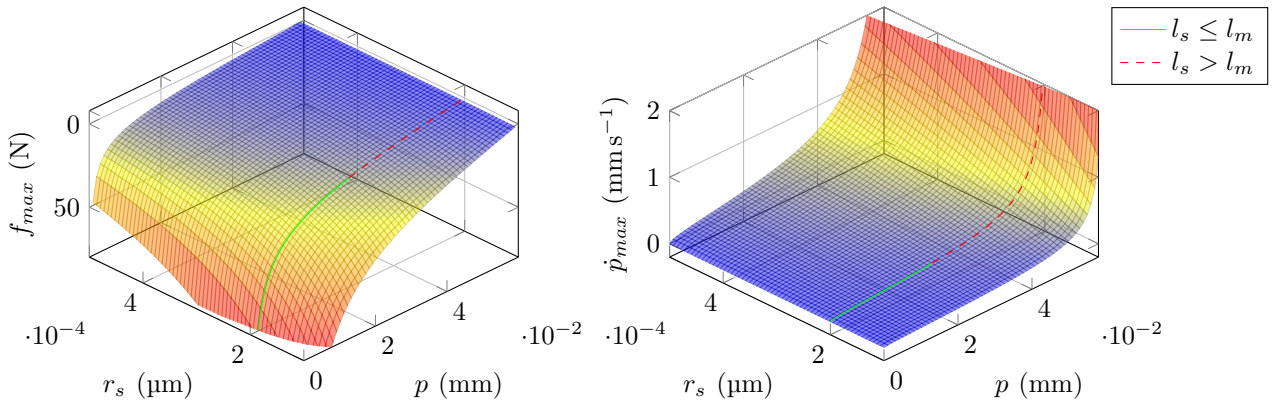 0
50
f_max (N)
4
2
·10⁻⁴
r_s (µm)
0
2
4
·10⁻²
p (mm)
2
1
0
ṗ_max (mm s⁻¹)
4
2
·10⁻⁴
r_s (µm)
0
2
4
·10⁻²
p (mm)
l_s ≤ l_m
l_s > l_m